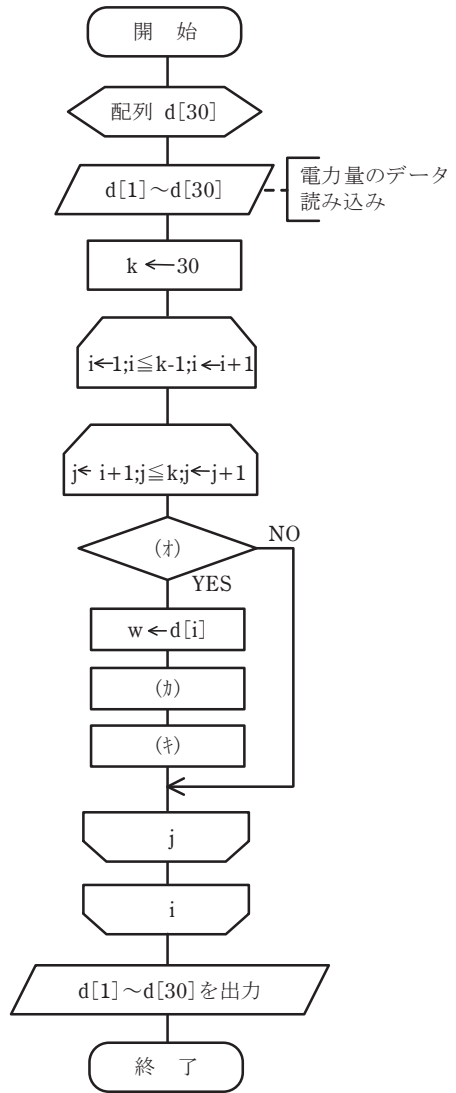 開 始
配列 d[30]
d[1]～d[30]
電力量のデータ
読み込み
k←30
i←1;i≦k-1;i←i+1
j← i+1;j≦k;j←j+1
(ｵ)
NO
YES
w←d[i]
(ｶ)
(ｷ)
j
i
d[1]～d[30]を出力
終 了